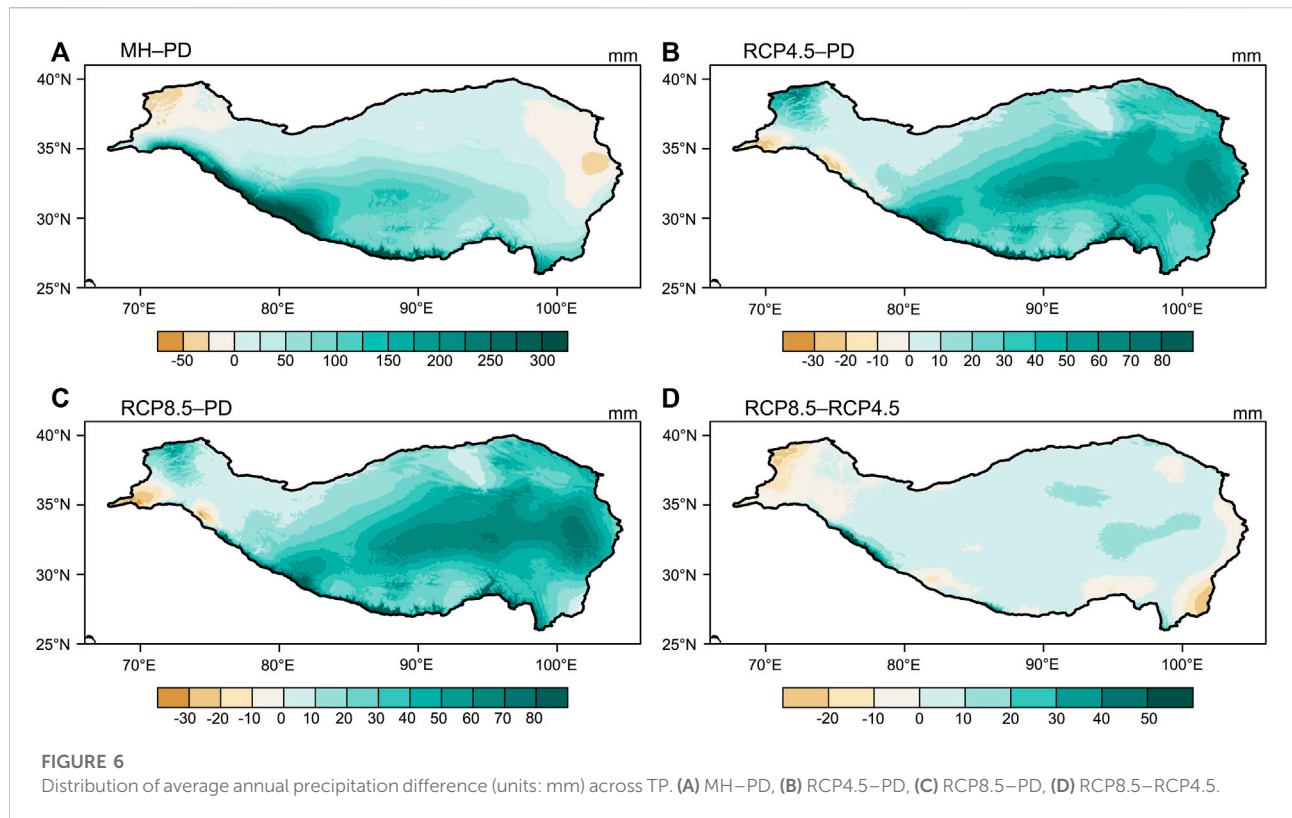 A MH–PD mm
40°N
35°N
30°N
25°N
70°E 80°E 90°E 100°E
-50 0 50 100 150 200 250 300
B RCP4.5–PD mm
40°N
35°N
30°N
25°N
70°E 80°E 90°E 100°E
-30 -20 -10 0 10 20 30 40 50 60 70 80
C RCP8.5–PD mm
40°N
35°N
30°N
25°N
70°E 80°E 90°E 100°E
-30 -20 -10 0 10 20 30 40 50 60 70 80
D RCP8.5–RCP4.5 mm
40°N
35°N
30°N
25°N
70°E 80°E 90°E 100°E
-20 -10 0 10 20 30 40 50
FIGURE 6
Distribution of average annual precipitation difference (units: mm) across TP. (A) MH–PD, (B) RCP4.5–PD, (C) RCP8.5–PD, (D) RCP8.5–RCP4.5.